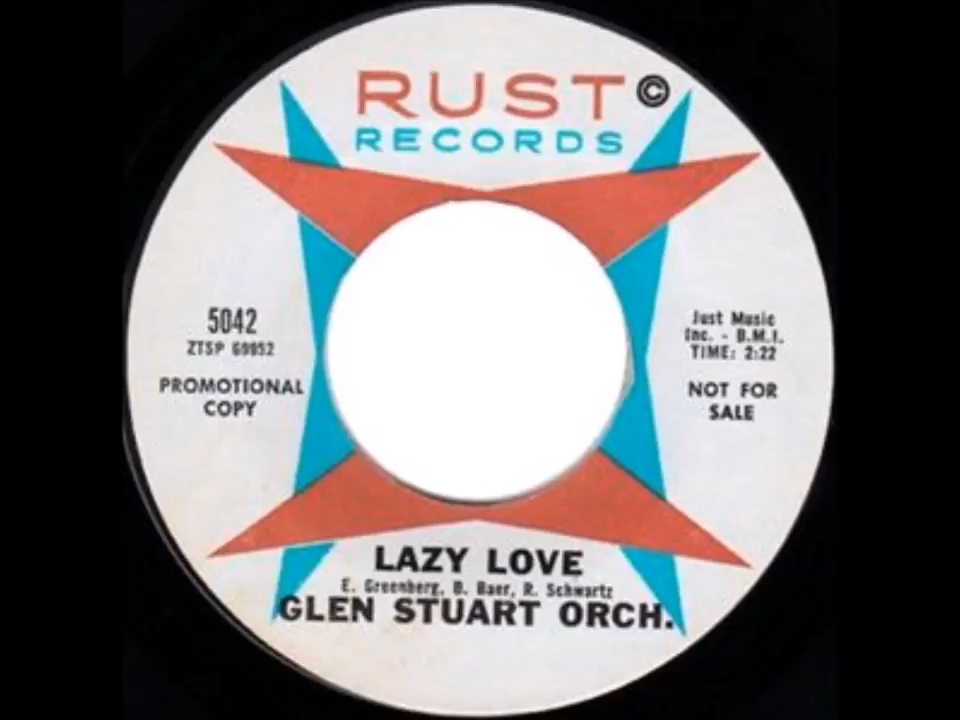 RUST ©
RECORDS
5042
ZTSP 69952
PROMOTIONAL
COPY
Just Music
Inc. - B.M.I.
TIME: 2:22
NOT FOR
SALE
LAZY LOVE
E. Greenberg, B. Baer, R. Schwartz
GLEN STUART ORCH.